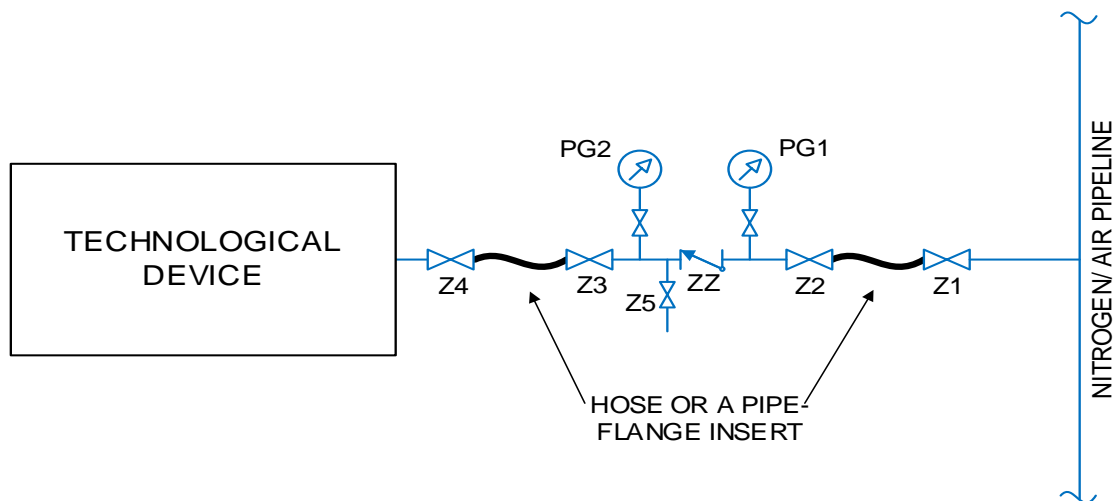 PG2
PG1
TECHNOLOGICAL
DEVICE
Z4
Z3
Z5
ZZ
Z2
Z1
HOSE OR A PIPE-
FLANGE INSERT
NITROGEN/ AIR PIPELINE